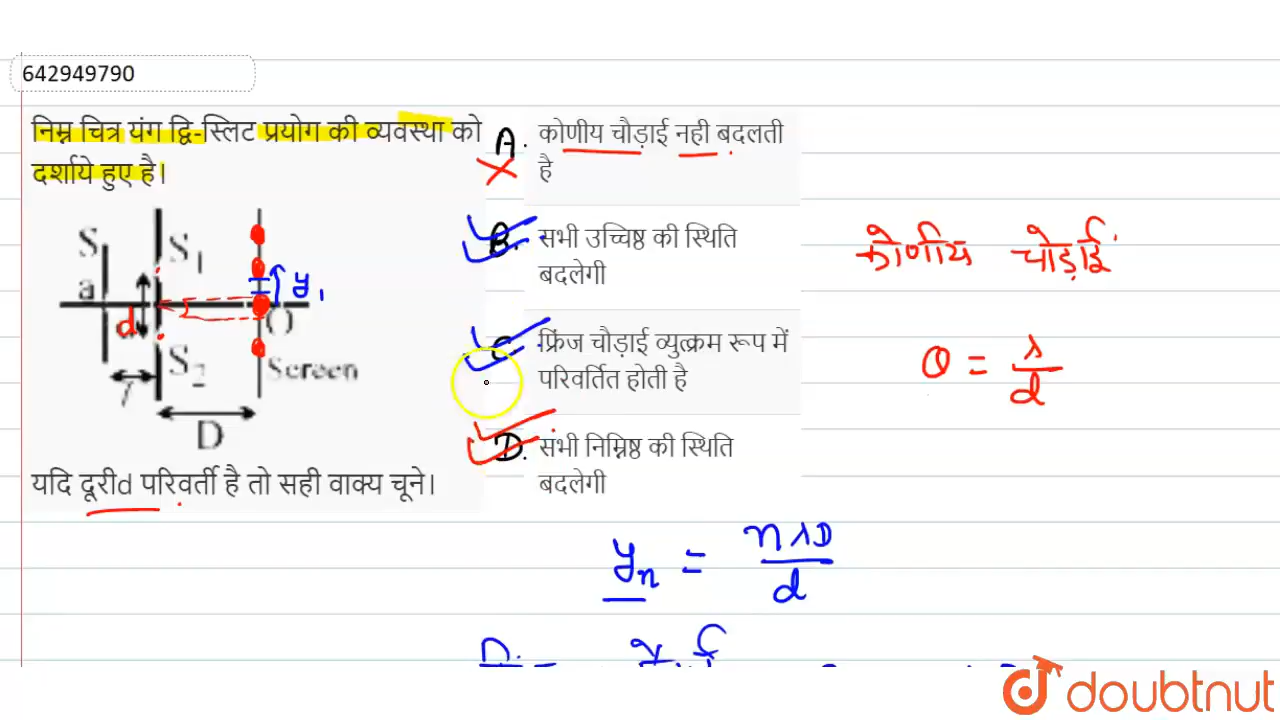 642949790
निम्न चित्र यंग द्वि-स्लिट प्रयोग की व्यवस्था को
दर्शाये हुए है।
S
S1
a
d
y1
O
S2
Screen
D
यदि दूरीd परिवर्ती है तो सही वाक्य चूने।
A. कोणीय चौड़ाई नही बदलती
है
B. सभी उच्चिष्ठ की स्थिति
बदलेगी
C. फ्रिंज चौड़ाई व्युत्क्रम रूप में
परिवर्तित होती है
D. सभी निम्निष्ठ की स्थिति
बदलेगी
कोणीय चोड़ाई
θ = λ/d
yn = nλD/d
doubtnut